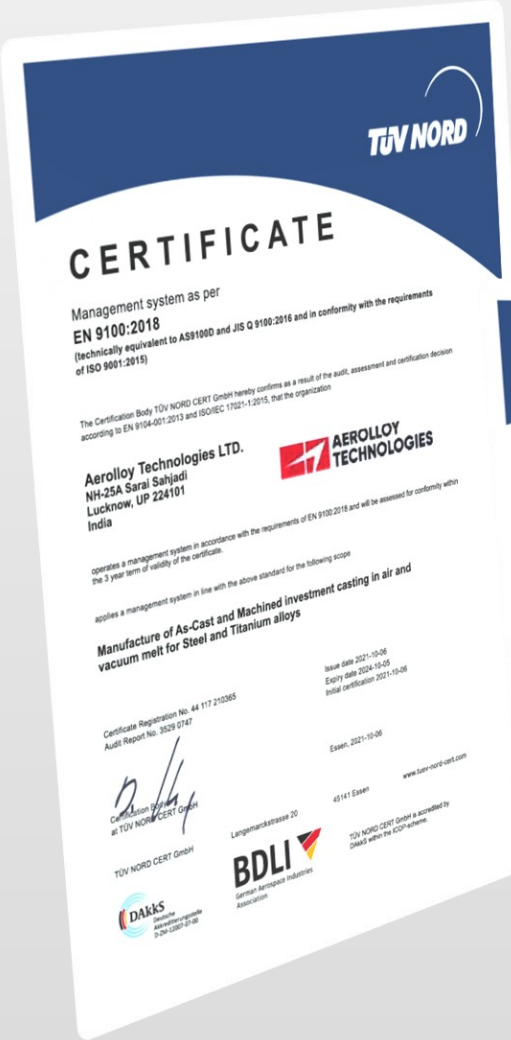 TÜV NORD
CERTIFICATE
Management system as per
EN 9100:2018
(technically equivalent to AS9100D and JIS Q 9100:2016 and in conformity with the requirements
of ISO 9001:2015)
The Certification Body TÜV NORD CERT GmbH hereby confirms as a result of the audit, assessment and certification decision
according to EN 9104-001:2013 and ISO/IEC 17021-1:2015, that the organization
Aerolloy Technologies LTD.
NH-25A Sarai Sahjadi
Lucknow, UP 224101
India
AEROLLOY
TECHNOLOGIES
operates a management system in accordance with the requirements of EN 9100:2018 and will be assessed for conformity within
the 3 year term of validity of the certificate.
applies a management system in line with the above standard for the following scope
Manufacture of As-Cast and Machined investment casting in air and
vacuum melt for Steel and Titanium alloys
Certificate Registration No. 44 117 210365
Audit Report No. 3529 0747
Issue date 2021-10-06
Expiry date 2024-10-05
Initial certification 2021-10-06
Certification Body
at TÜV NORD CERT GmbH
Essen, 2021-10-06
TÜV NORD CERT GmbH
Langemarckstrasse 20
45141 Essen
www.tuev-nord-cert.com
DAkkS
Deutsche
Akkreditierungsstelle
D-ZM-12007-07-00
BDLI
German Aerospace Industries
Association
TÜV NORD CERT GmbH is accredited by
DAkkS within the ICOP-scheme.